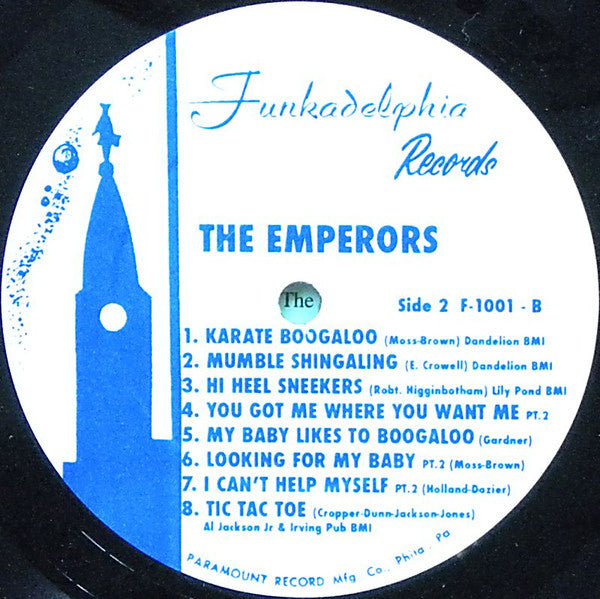 Funkadelphia
Records
THE EMPERORS
The
Side 2 F-1001 - B
1. KARATE BOOGALOO (Moss-Brown) Dandelion BMI
2. MUMBLE SHINGALING (E. Crowell) Dandelion BMI
3. HI HEEL SNEEKERS (Robt. Higginbotham) Lily Pond BMI
4. YOU GOT ME WHERE YOU WANT ME PT.2
5. MY BABY LIKES TO BOOGALOO (Gardner)
6. LOOKING FOR MY BABY PT.2 (Moss-Brown)
7. I CAN'T HELP MYSELF PT.2 (Holland-Dozier)
8. TIC TAC TOE (Cropper-Dunn-Jackson-Jones)
Al Jackson Jr & Irving Pub BMI
PARAMOUNT RECORD Mfg. Co., Phila., Pa